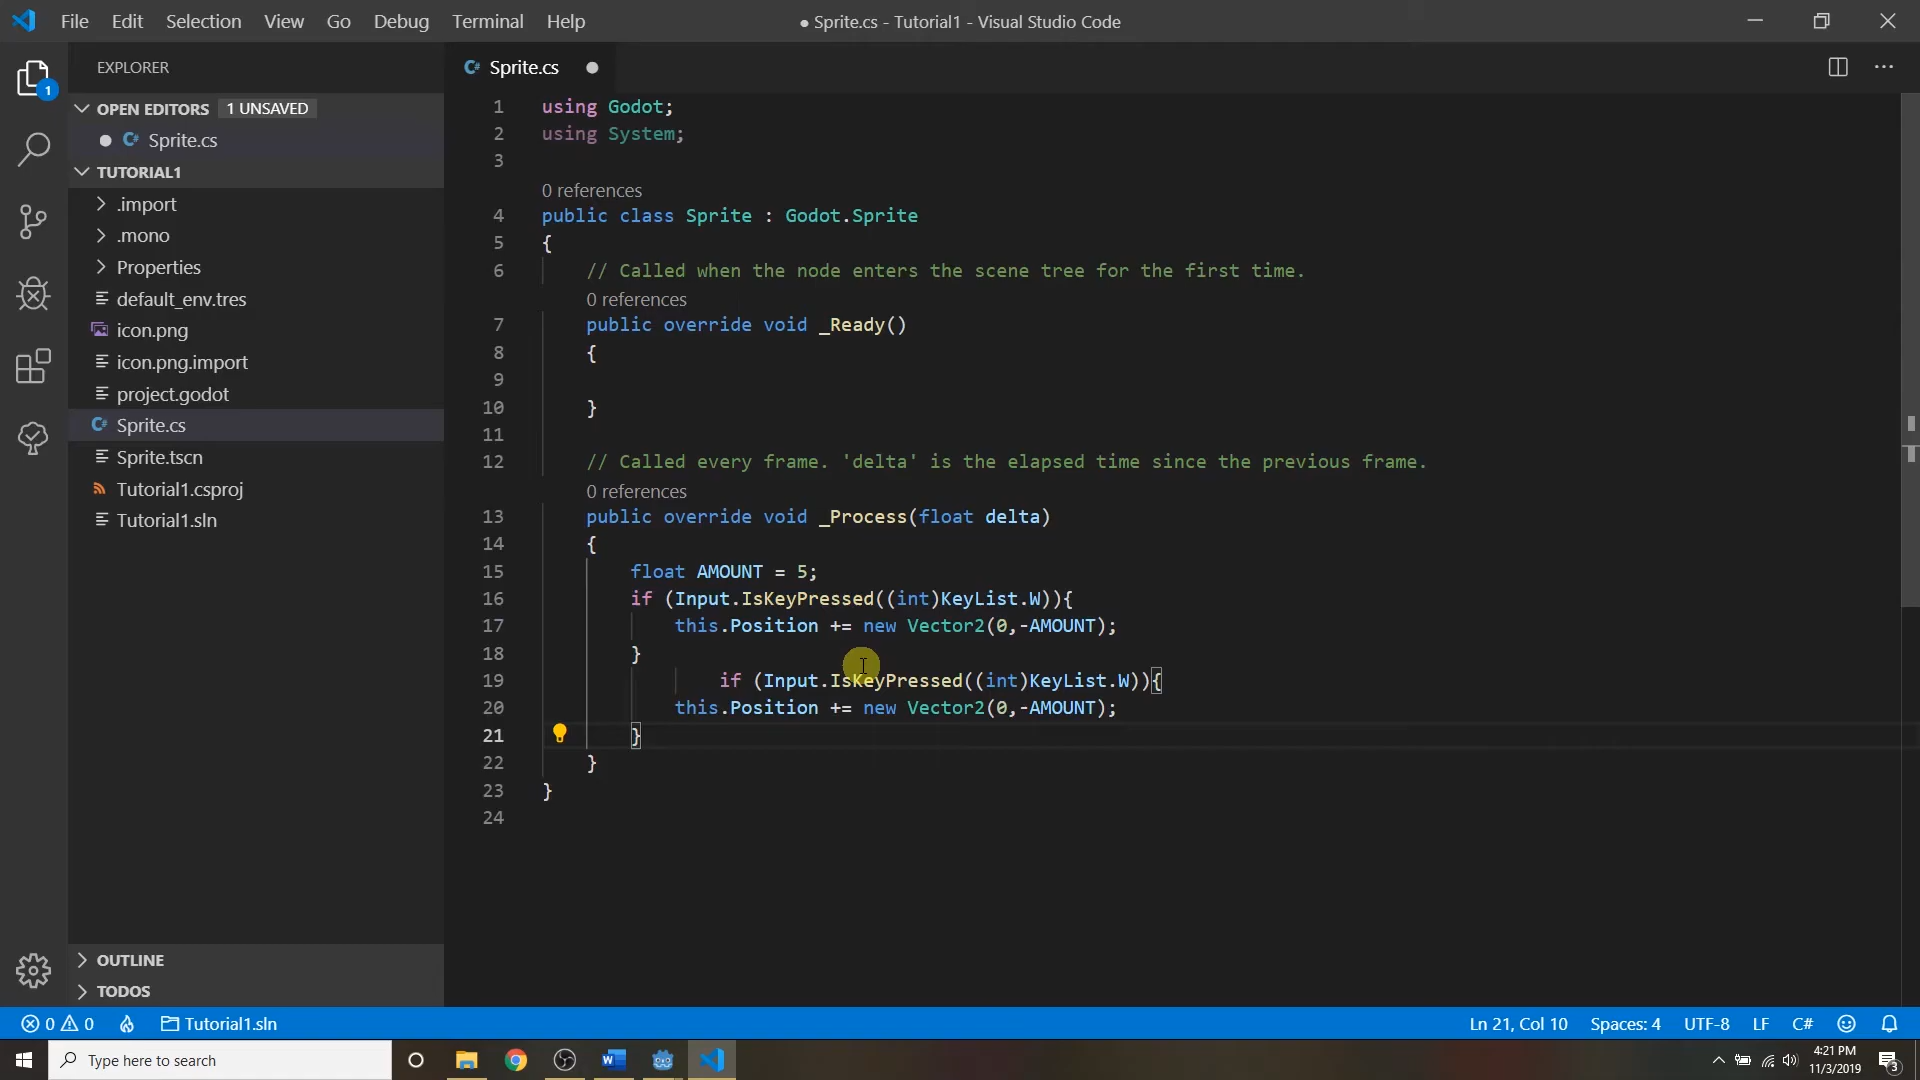 File Edit Selection View Go Debug Terminal Help
● Sprite.cs - Tutorial1 - Visual Studio Code
1
EXPLORER
OPEN EDITORS 1 UNSAVED
● C# Sprite.cs
TUTORIAL1
.import
.mono
Properties
default_env.tres
icon.png
icon.png.import
project.godot
C# Sprite.cs
Sprite.tscn
Tutorial1.csproj
Tutorial1.sln
OUTLINE
TODOS
C# Sprite.cs ●
1 using Godot;
2 using System;
3
0 references
4 public class Sprite : Godot.Sprite
5 {
6 // Called when the node enters the scene tree for the first time.
0 references
7 public override void _Ready()
8 {
9
10 }
11
12 // Called every frame. 'delta' is the elapsed time since the previous frame.
0 references
13 public override void _Process(float delta)
14 {
15 float AMOUNT = 5;
16 if (Input.IsKeyPressed((int)KeyList.W)){
17 this.Position += new Vector2(0,-AMOUNT);
18 }
19 if (Input.IsKeyPressed((int)KeyList.W)){
20 this.Position += new Vector2(0,-AMOUNT);
21 }
22 }
23 }
24
0 0 Tutorial1.sln Ln 21, Col 10 Spaces: 4 UTF-8 LF C#
Type here to search
4:21 PM
11/3/2019
3